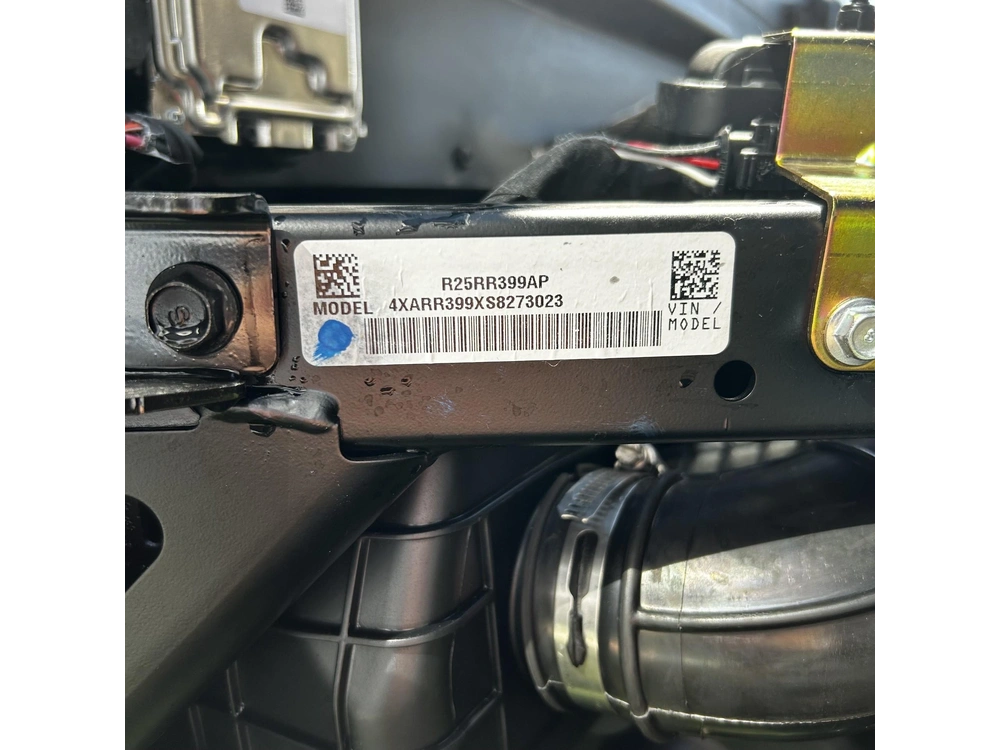 R25RR399AP
MODEL 4XARR399XS8273023
VIN /
MODEL